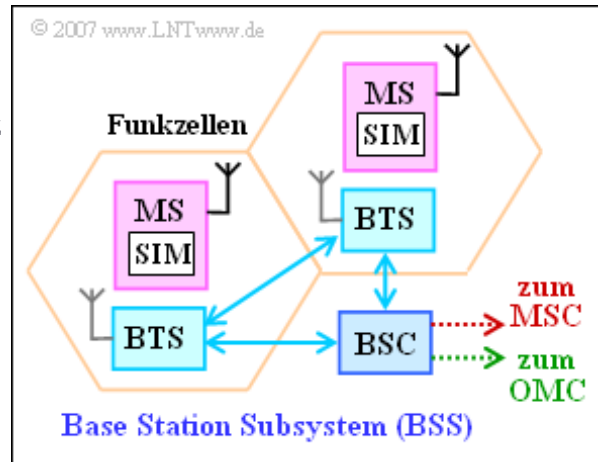 © 2007 www.LNTwww.de
Funkzellen
MS
SIM
BTS
MS
SIM
BTS
BSC
zum
MSC
zum
OMC
Base Station Subsystem (BSS)